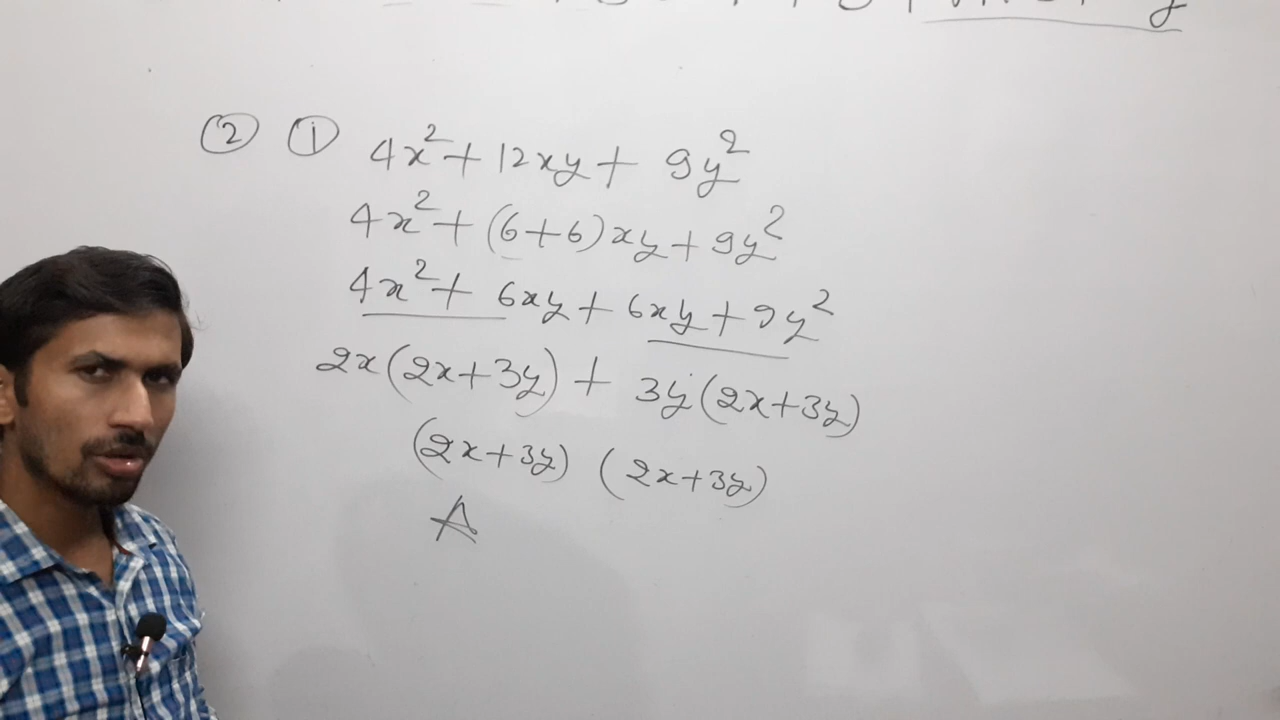 ② ① 4x² + 12xy + 9y²
4x² + (6+6)xy + 9y²
4x² + 6xy + 6xy + 9y²
2x(2x+3y) + 3y(2x+3y)
(2x+3y) (2x+3y)
A